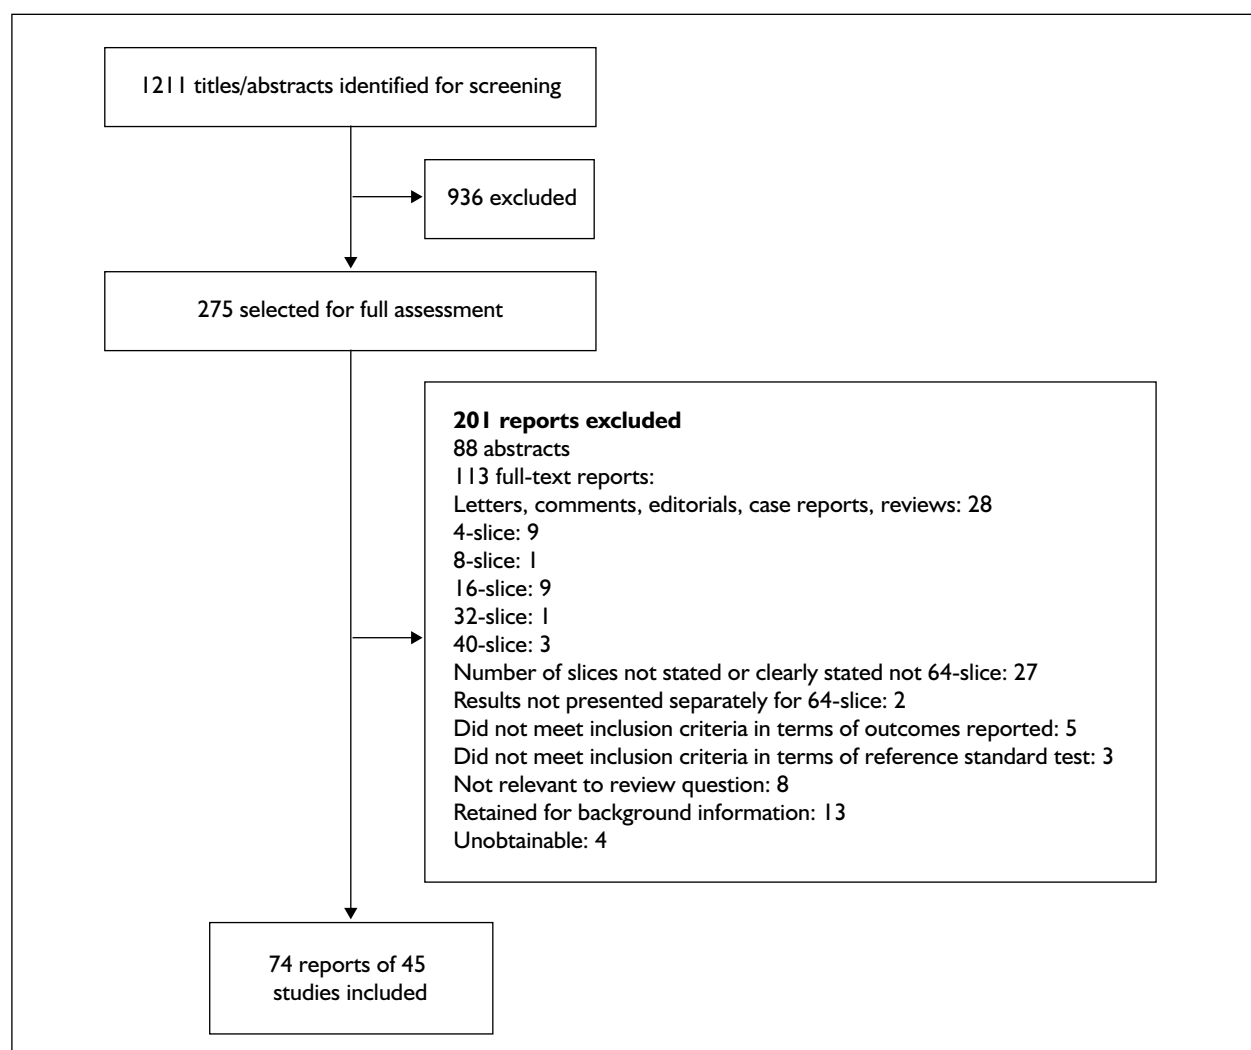 1211 titles/abstracts identified for screening
936 excluded
275 selected for full assessment
201 reports excluded
88 abstracts
113 full-text reports:
Letters, comments, editorials, case reports, reviews: 28
4-slice: 9
8-slice: 1
16-slice: 9
32-slice: 1
40-slice: 3
Number of slices not stated or clearly stated not 64-slice: 27
Results not presented separately for 64-slice: 2
Did not meet inclusion criteria in terms of outcomes reported: 5
Did not meet inclusion criteria in terms of reference standard test: 3
Not relevant to review question: 8
Retained for background information: 13
Unobtainable: 4
74 reports of 45
studies included